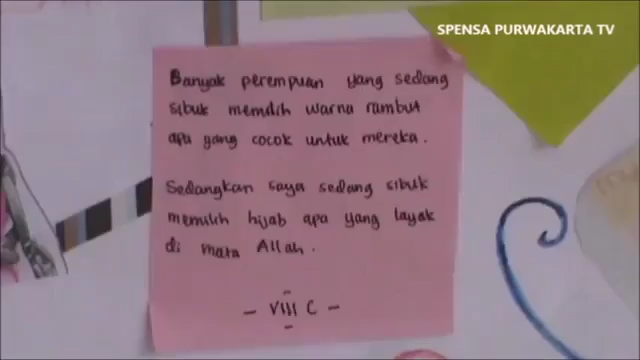 SPENSA PURWAKARTA TV
Banyak perempuan yang sedang
sibuk memilih warna rambut
apa yang cocok untuk mereka.
Sedangkan saya sedang sibuk
memilih hijab apa yang layak
di mata Allah.
- VIII C -